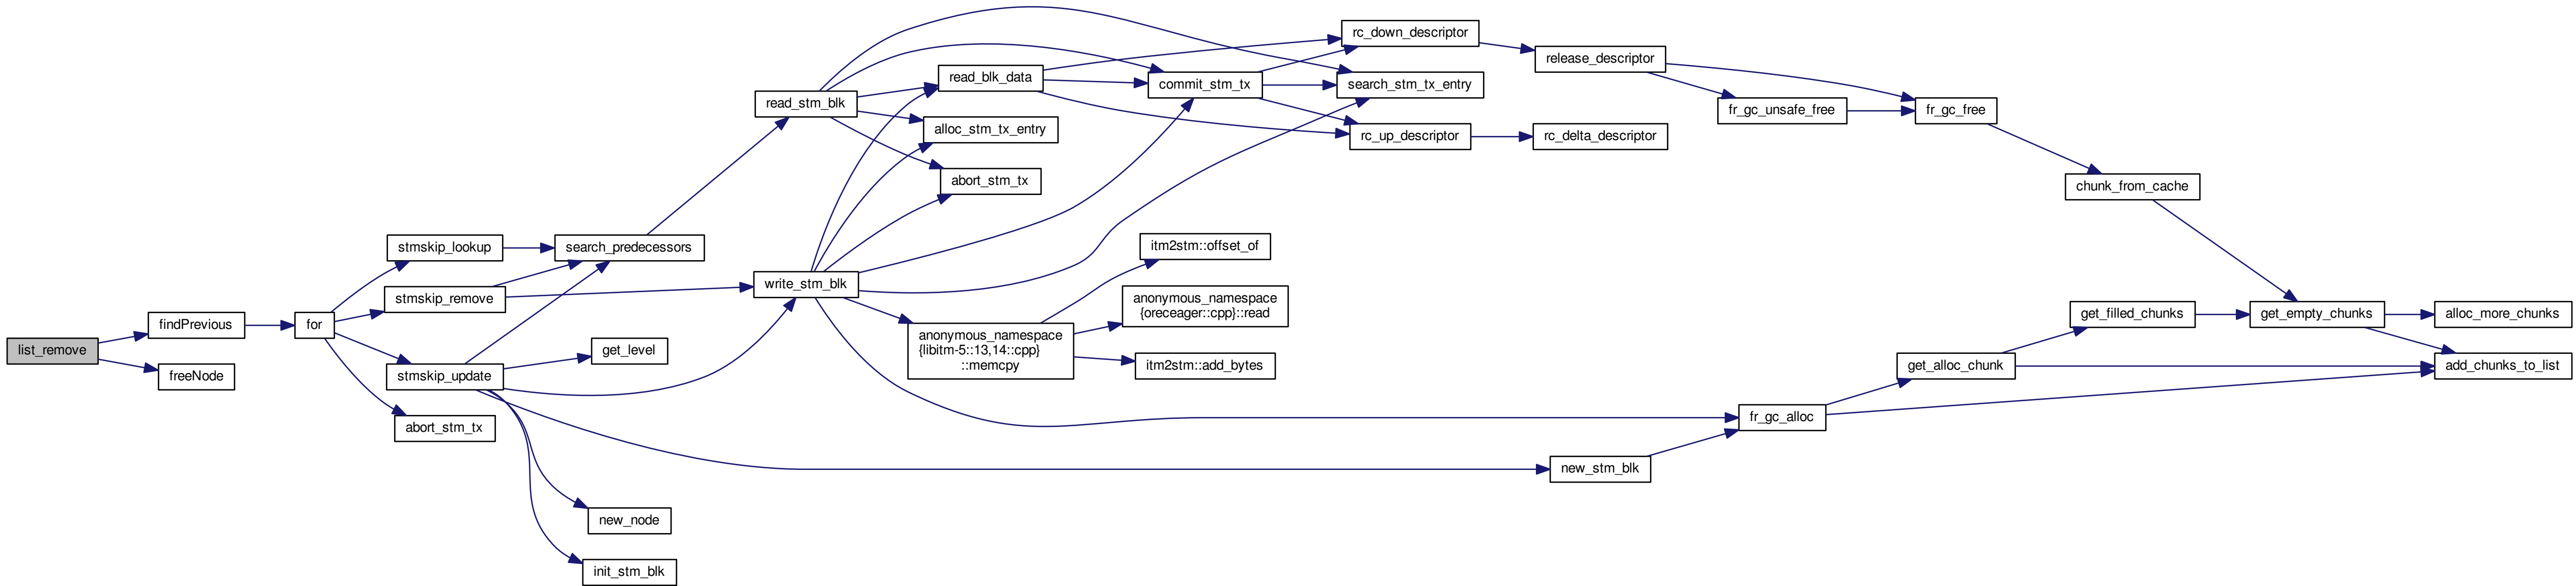 list_remove
findPrevious
freeNode
for
stmskip_lookup
stmskip_remove
stmskip_update
abort_stm_tx
search_predecessors
get_level
new_node
init_stm_blk
read_stm_blk
write_stm_blk
read_blk_data
alloc_stm_tx_entry
abort_stm_tx
anonymous_namespace
{libitm-5::13,14::cpp}
::memcpy
commit_stm_tx
itm2stm::offset_of
anonymous_namespace
{oreceager::cpp}::read
itm2stm::add_bytes
rc_down_descriptor
search_stm_tx_entry
rc_up_descriptor
release_descriptor
rc_delta_descriptor
new_stm_blk
fr_gc_unsafe_free
fr_gc_alloc
fr_gc_free
get_alloc_chunk
chunk_from_cache
get_filled_chunks
get_empty_chunks
alloc_more_chunks
add_chunks_to_list